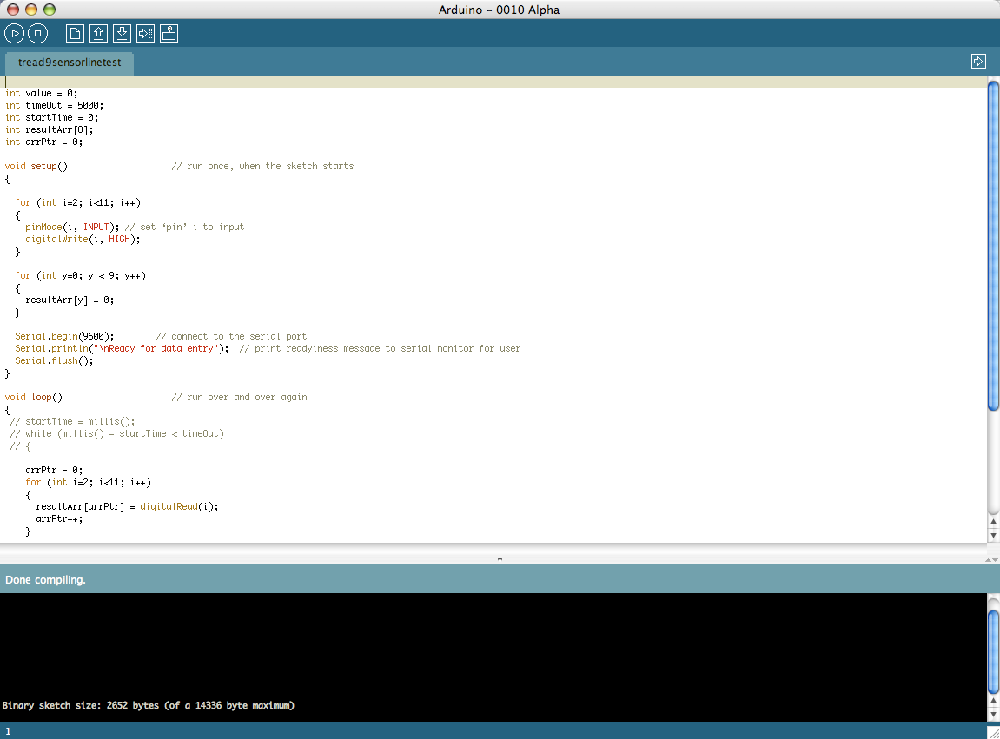 Arduino – 0010 Alpha
tread9sensorlinetest
int value = 0;
int timeOut = 5000;
int startTime = 0;
int resultArr[8];
int arrPtr = 0;
void setup()                    // run once, when the sketch starts
{
  for (int i=2; i<11; i++)
  {
    pinMode(i, INPUT); // set ‘pin’ i to input
    digitalWrite(i, HIGH);
  }
  for (int y=0; y < 9; y++)
  {
    resultArr[y] = 0;
  }
  Serial.begin(9600);        // connect to the serial port
  Serial.println("\nReady for data entry");  // print readyiness message to serial monitor for user
  Serial.flush();
}
void loop()                     // run over and over again
{
 // startTime = millis();
 // while (millis() – startTime < timeOut)
 // {
    arrPtr = 0;
    for (int i=2; i<11; i++)
    {
      resultArr[arrPtr] = digitalRead(i);
      arrPtr++;
    }
Done compiling.
Binary sketch size: 2652 bytes (of a 14336 byte maximum)
1